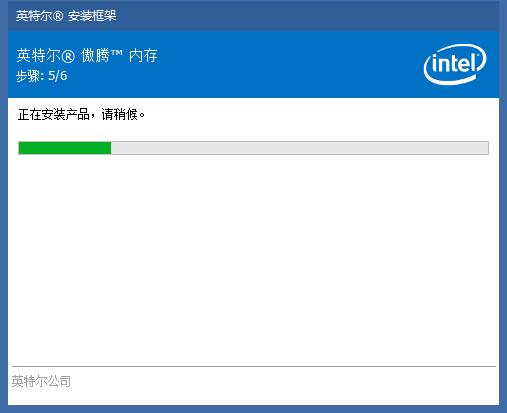 英特尔® 安装框架
英特尔® 傲腾™ 内存
步骤: 5/6
intel
正在安装产品，请稍候。
英特尔公司